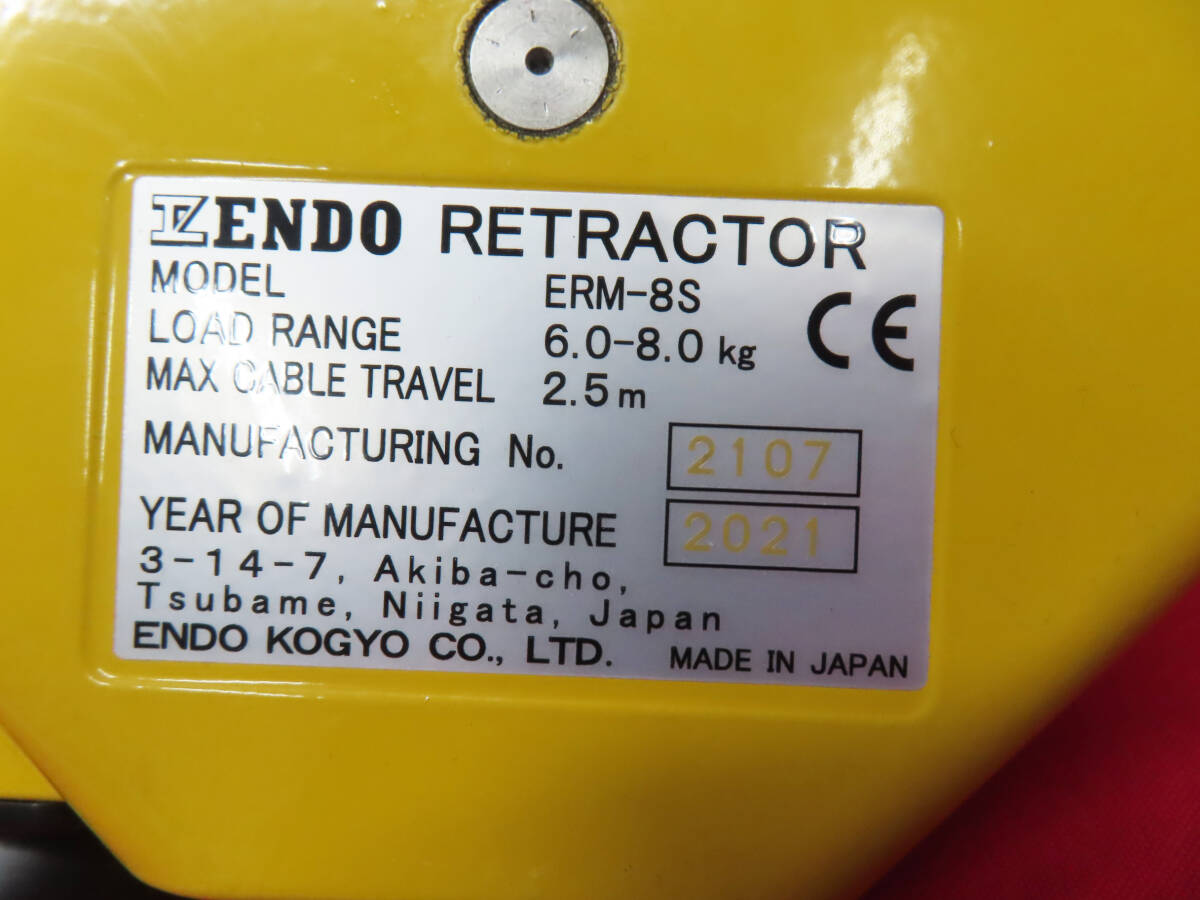 ENDO RETRACTOR
MODEL ERM-8S
LOAD RANGE 6.0-8.0 kg
MAX CABLE TRAVEL 2.5 m
CE
MANUFACTURING No. 2107
YEAR OF MANUFACTURE 2021
3-14-7, Akiba-cho,
Tsubame, Niigata, Japan
ENDO KOGYO CO., LTD. MADE IN JAPAN